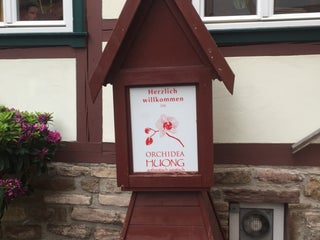 Herzlich
willkommen
im
ORCHIDEA
HUONG